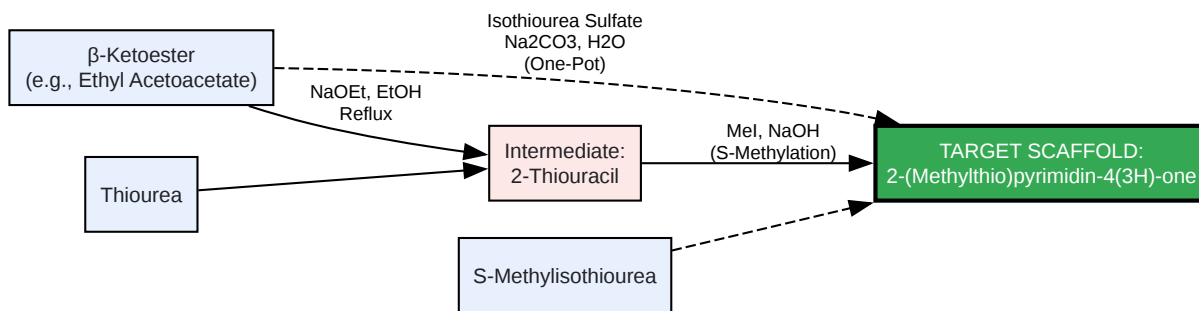 β-Ketoester
(e.g., Ethyl Acetoacetate)
Isothiourea Sulfate
Na2CO3, H2O
(One-Pot)
NaOEt, EtOH
Reflux
Thiourea
Intermediate:
2-Thiouracil
MeI, NaOH
(S-Methylation)
TARGET SCAFFOLD:
2-(Methylthio)pyrimidin-4(3H)-one
S-Methylisothiourea